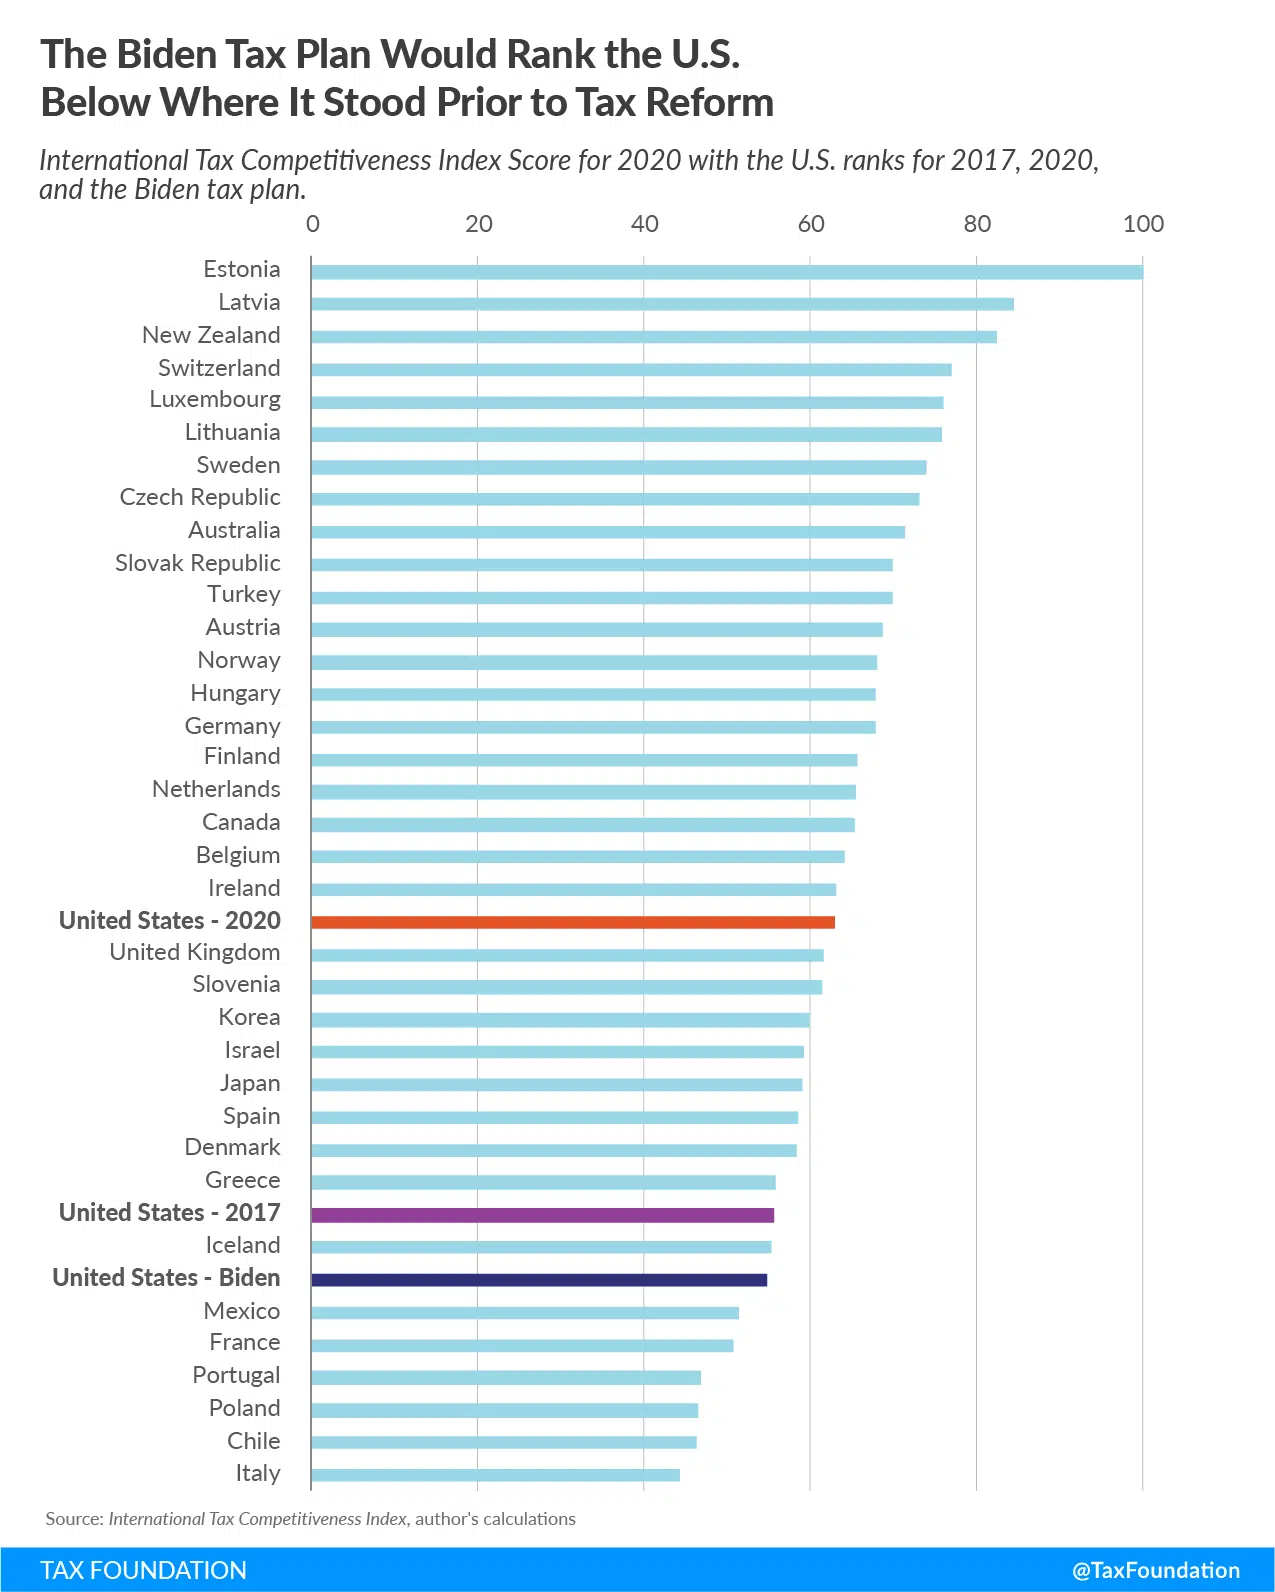 The Biden Tax Plan Would Rank the U.S.
Below Where It Stood Prior to Tax Reform
International Tax Competitiveness Index Score for 2020 with the U.S. ranks for 2017, 2020,
and the Biden tax plan.
0 20 40 60 80 100
Estonia
Latvia
New Zealand
Switzerland
Luxembourg
Lithuania
Sweden
Czech Republic
Australia
Slovak Republic
Turkey
Austria
Norway
Hungary
Germany
Finland
Netherlands
Canada
Belgium
Ireland
United States - 2020
United Kingdom
Slovenia
Korea
Israel
Japan
Spain
Denmark
Greece
United States - 2017
Iceland
United States - Biden
Mexico
France
Portugal
Poland
Chile
Italy
Source: International Tax Competitiveness Index, author's calculations
TAX FOUNDATION @TaxFoundation